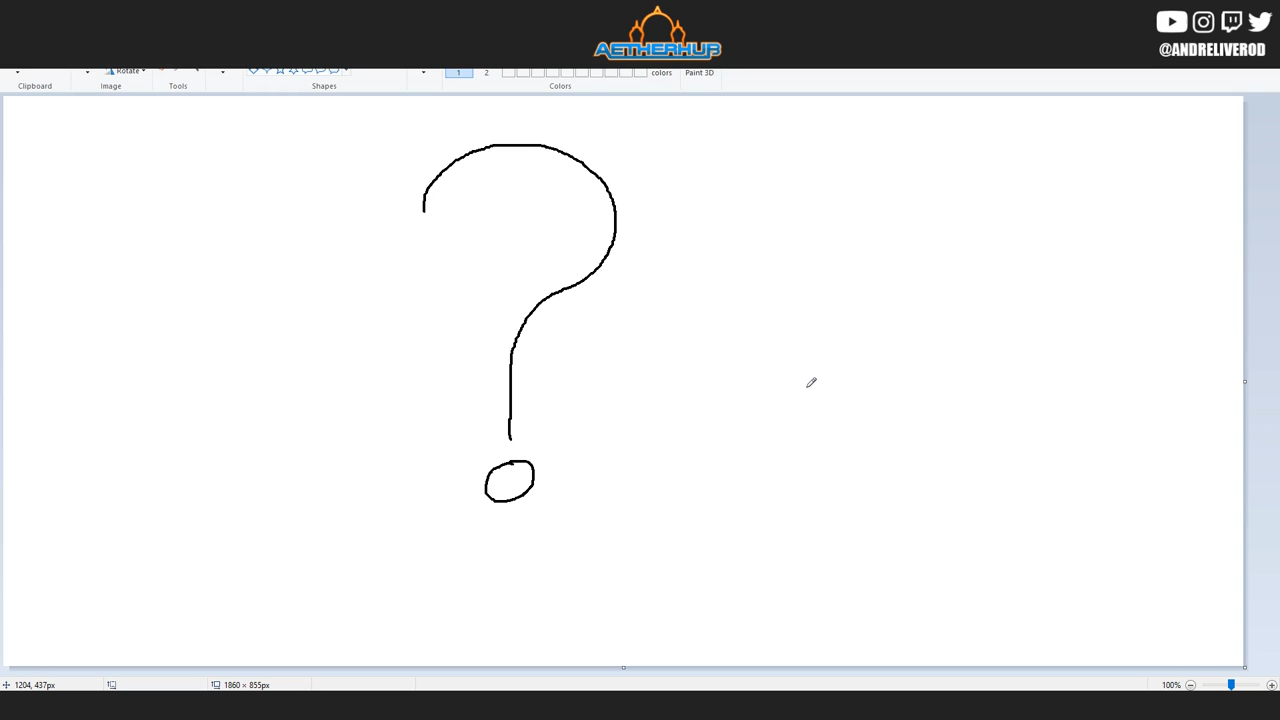 AETHERHUB
@ANDRELIVEROD
Rotate
1
2
colors
Paint 3D
Clipboard
Image
Tools
Shapes
Colors
?
1204, 437px
1860 × 855px
100%